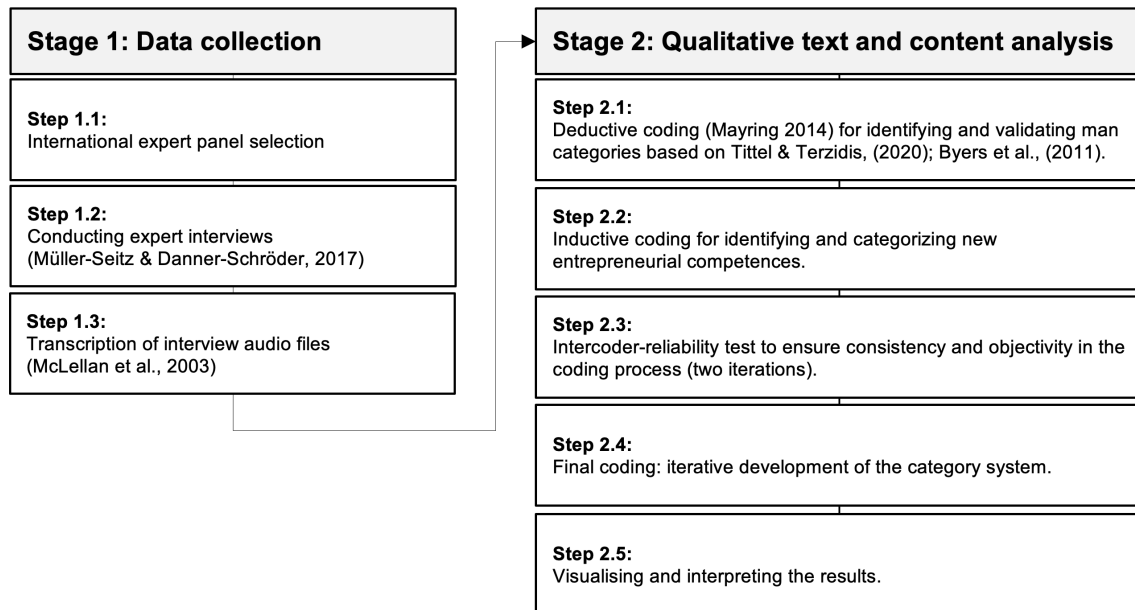 Stage 1: Data collection
Step 1.1:
International expert panel selection
Step 1.2:
Conducting expert interviews
(Müller-Seitz & Danner-Schröder, 2017)
Step 1.3:
Transcription of interview audio files
(McLellan et al., 2003)
Stage 2: Qualitative text and content analysis
Step 2.1:
Deductive coding (Mayring 2014) for identifying and validating man
categories based on Tittel & Terzidis, (2020); Byers et al., (2011).
Step 2.2:
Inductive coding for identifying and categorizing new
entrepreneurial competences.
Step 2.3:
Intercoder-reliability test to ensure consistency and objectivity in the
coding process (two iterations).
Step 2.4:
Final coding: iterative development of the category system.
Step 2.5:
Visualising and interpreting the results.